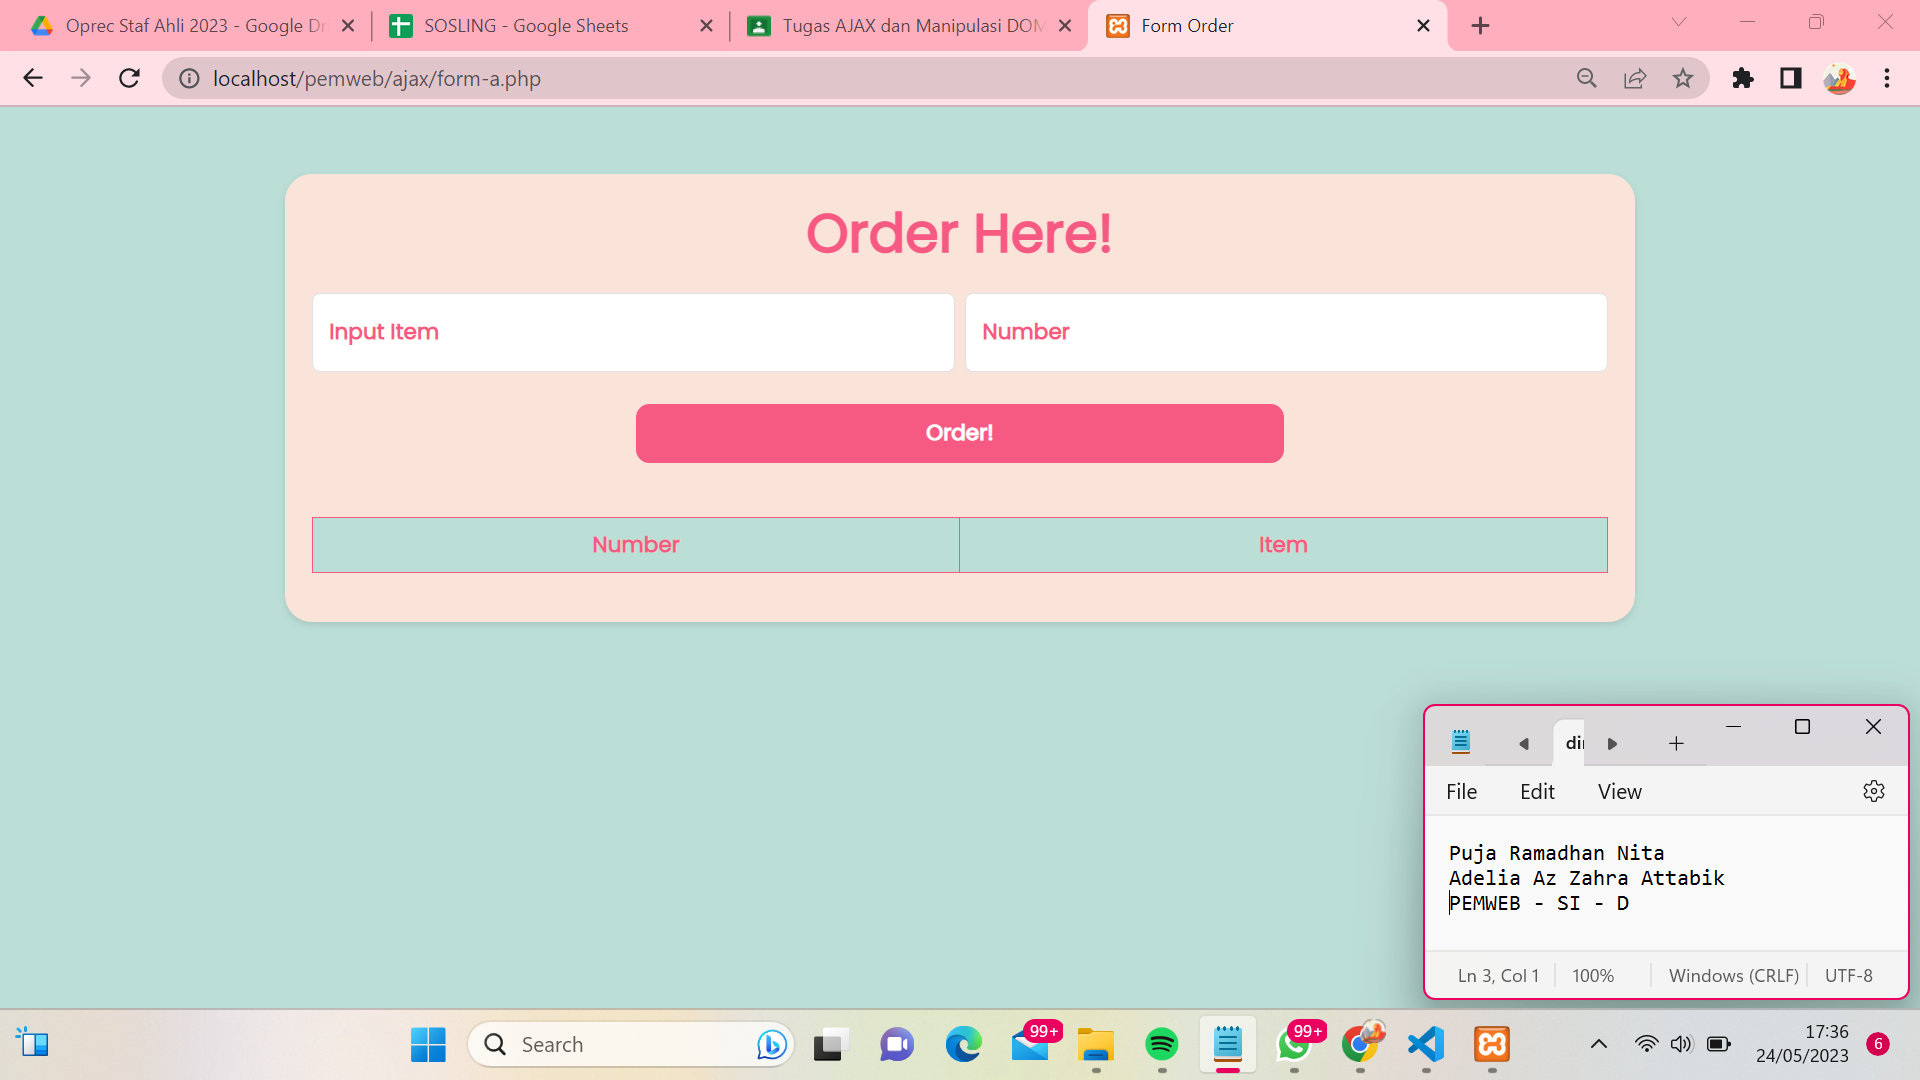 Oprec Staf Ahli 2023 - Google Dr
SOSLING - Google Sheets
Tugas AJAX dan Manipulasi DOM
Form Order
localhost/pemweb/ajax/form-a.php
Order Here!
Input Item
Number
Order!
Number
Item
File
Edit
View
Puja Ramadhan Nita
Adelia Az Zahra Attabik
PEMWEB - SI - D
Ln 3, Col 1
100%
Windows (CRLF)
UTF-8
Search
99+
99+
17:36
24/05/2023
6